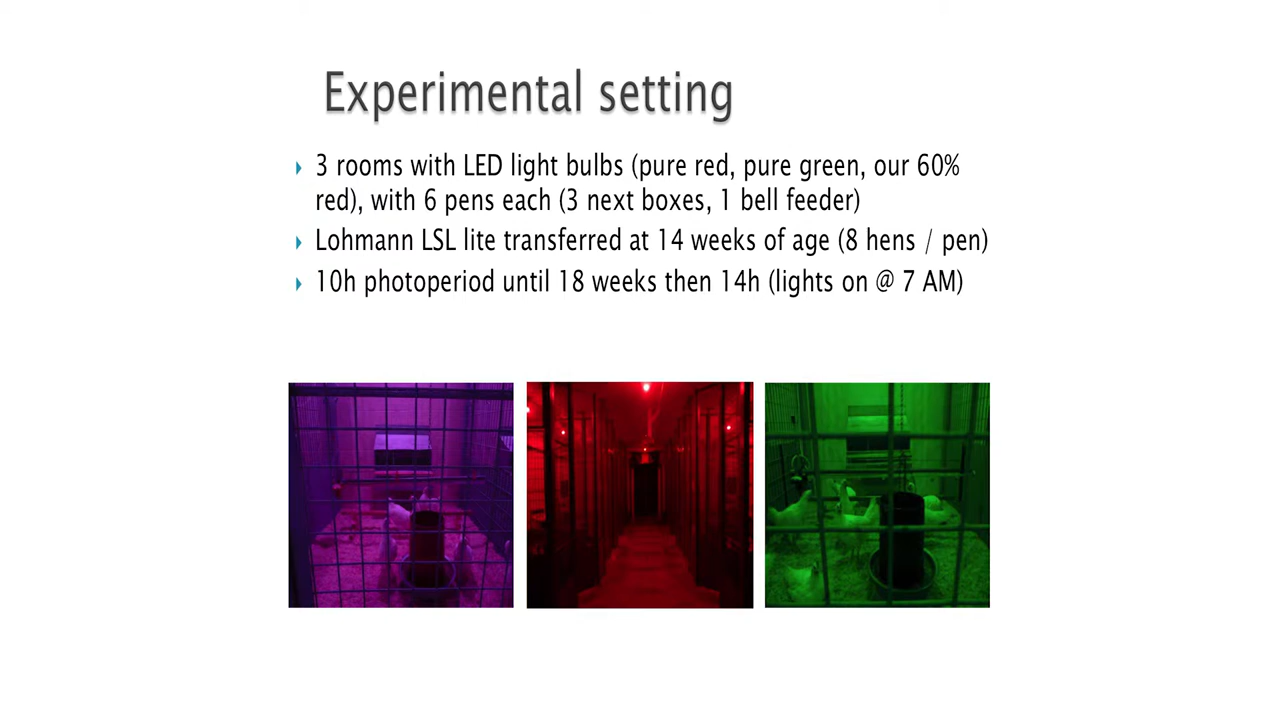 Experimental setting
3 rooms with LED light bulbs (pure red, pure green, our 60%
red), with 6 pens each (3 next boxes, 1 bell feeder)
Lohmann LSL lite transferred at 14 weeks of age (8 hens / pen)
10h photoperiod until 18 weeks then 14h (lights on @ 7 AM)